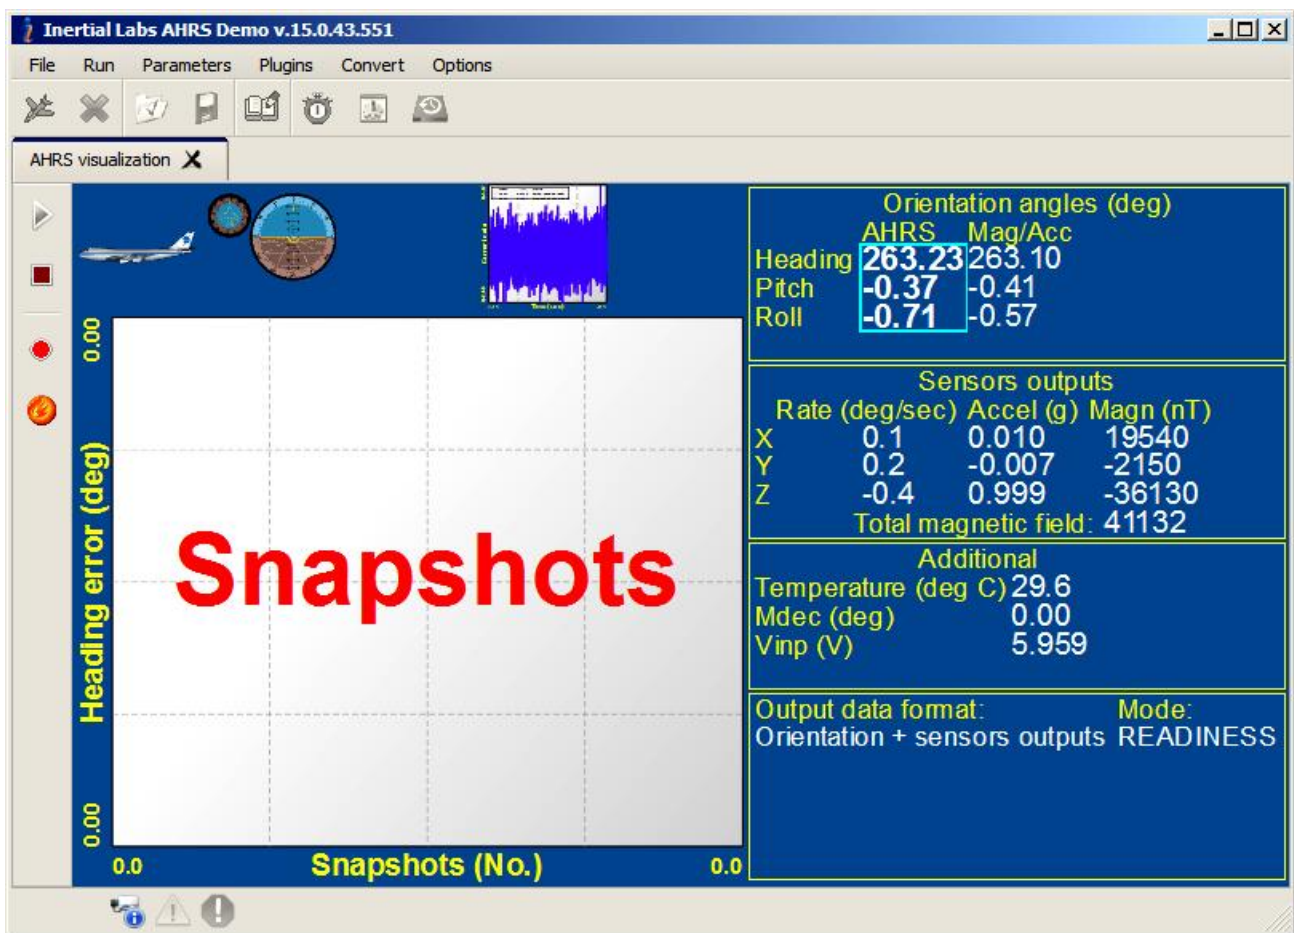 Inertial Labs AHRS Demo v.15.0.43.551
File Run Parameters Plugins Convert Options
AHRS visualization X
Orientation angles (deg)
AHRS Mag/Acc
Heading 263.23 263.10
Pitch -0.37 -0.41
Roll -0.71 -0.57
Sensors outputs
Rate (deg/sec) Accel (g) Magn (nT)
X 0.1 0.010 19540
Y 0.2 -0.007 -2150
Z -0.4 0.999 -36130
Total magnetic field: 41132
Additional
Temperature (deg C) 29.6
Mdec (deg) 0.00
Vinp (V) 5.959
Output data format: Mode:
Orientation + sensors outputs READINESS
0.00
Heading error (deg)
0.00
Snapshots
0.0 Snapshots (No.) 0.0